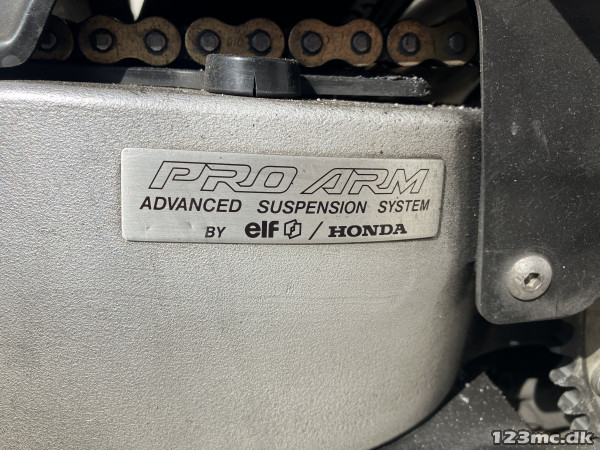 PRO ARM
ADVANCED SUSPENSION SYSTEM
BY elf / HONDA
123mc.dk